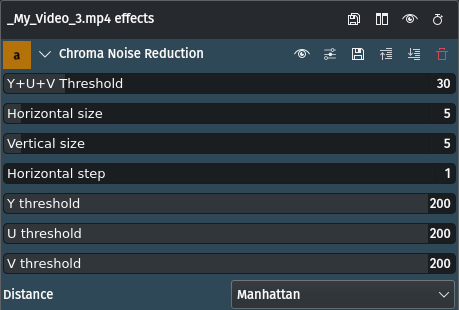 _My_Video_3.mp4 effects
a Chroma Noise Reduction
Y+U+V Threshold 30
Horizontal size 5
Vertical size 5
Horizontal step 1
Y threshold 200
U threshold 200
V threshold 200
Distance Manhattan